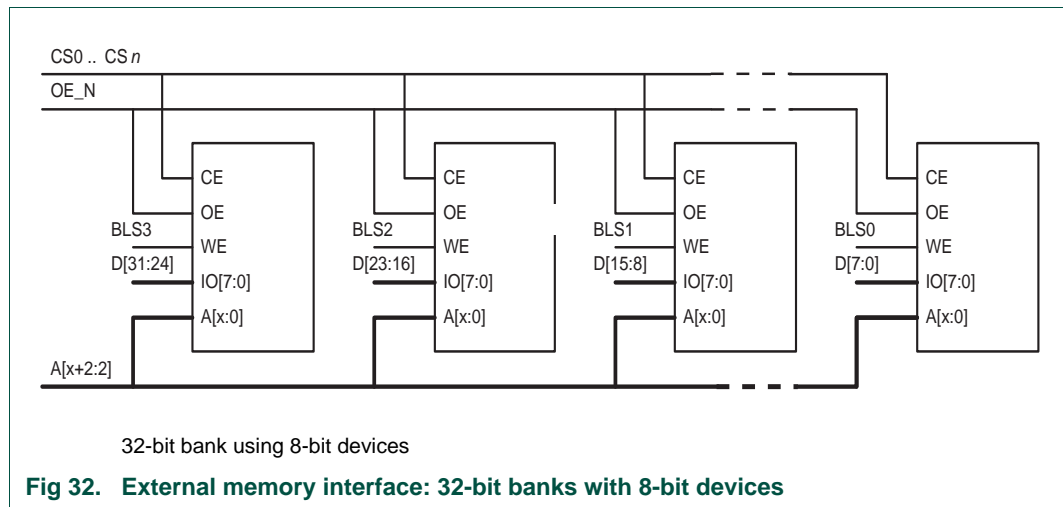 CS0 .. CSn
OE_N
CE CE CE CE
OE OE OE OE
BLS3 BLS2 BLS1 BLS0
WE WE WE WE
D[31:24] D[23:16] D[15:8] D[7:0]
IO[7:0] IO[7:0] IO[7:0] IO[7:0]
A[x:0] A[x:0] A[x:0] A[x:0]
A[x+2:2]
32-bit bank using 8-bit devices
Fig 32. External memory interface: 32-bit banks with 8-bit devices